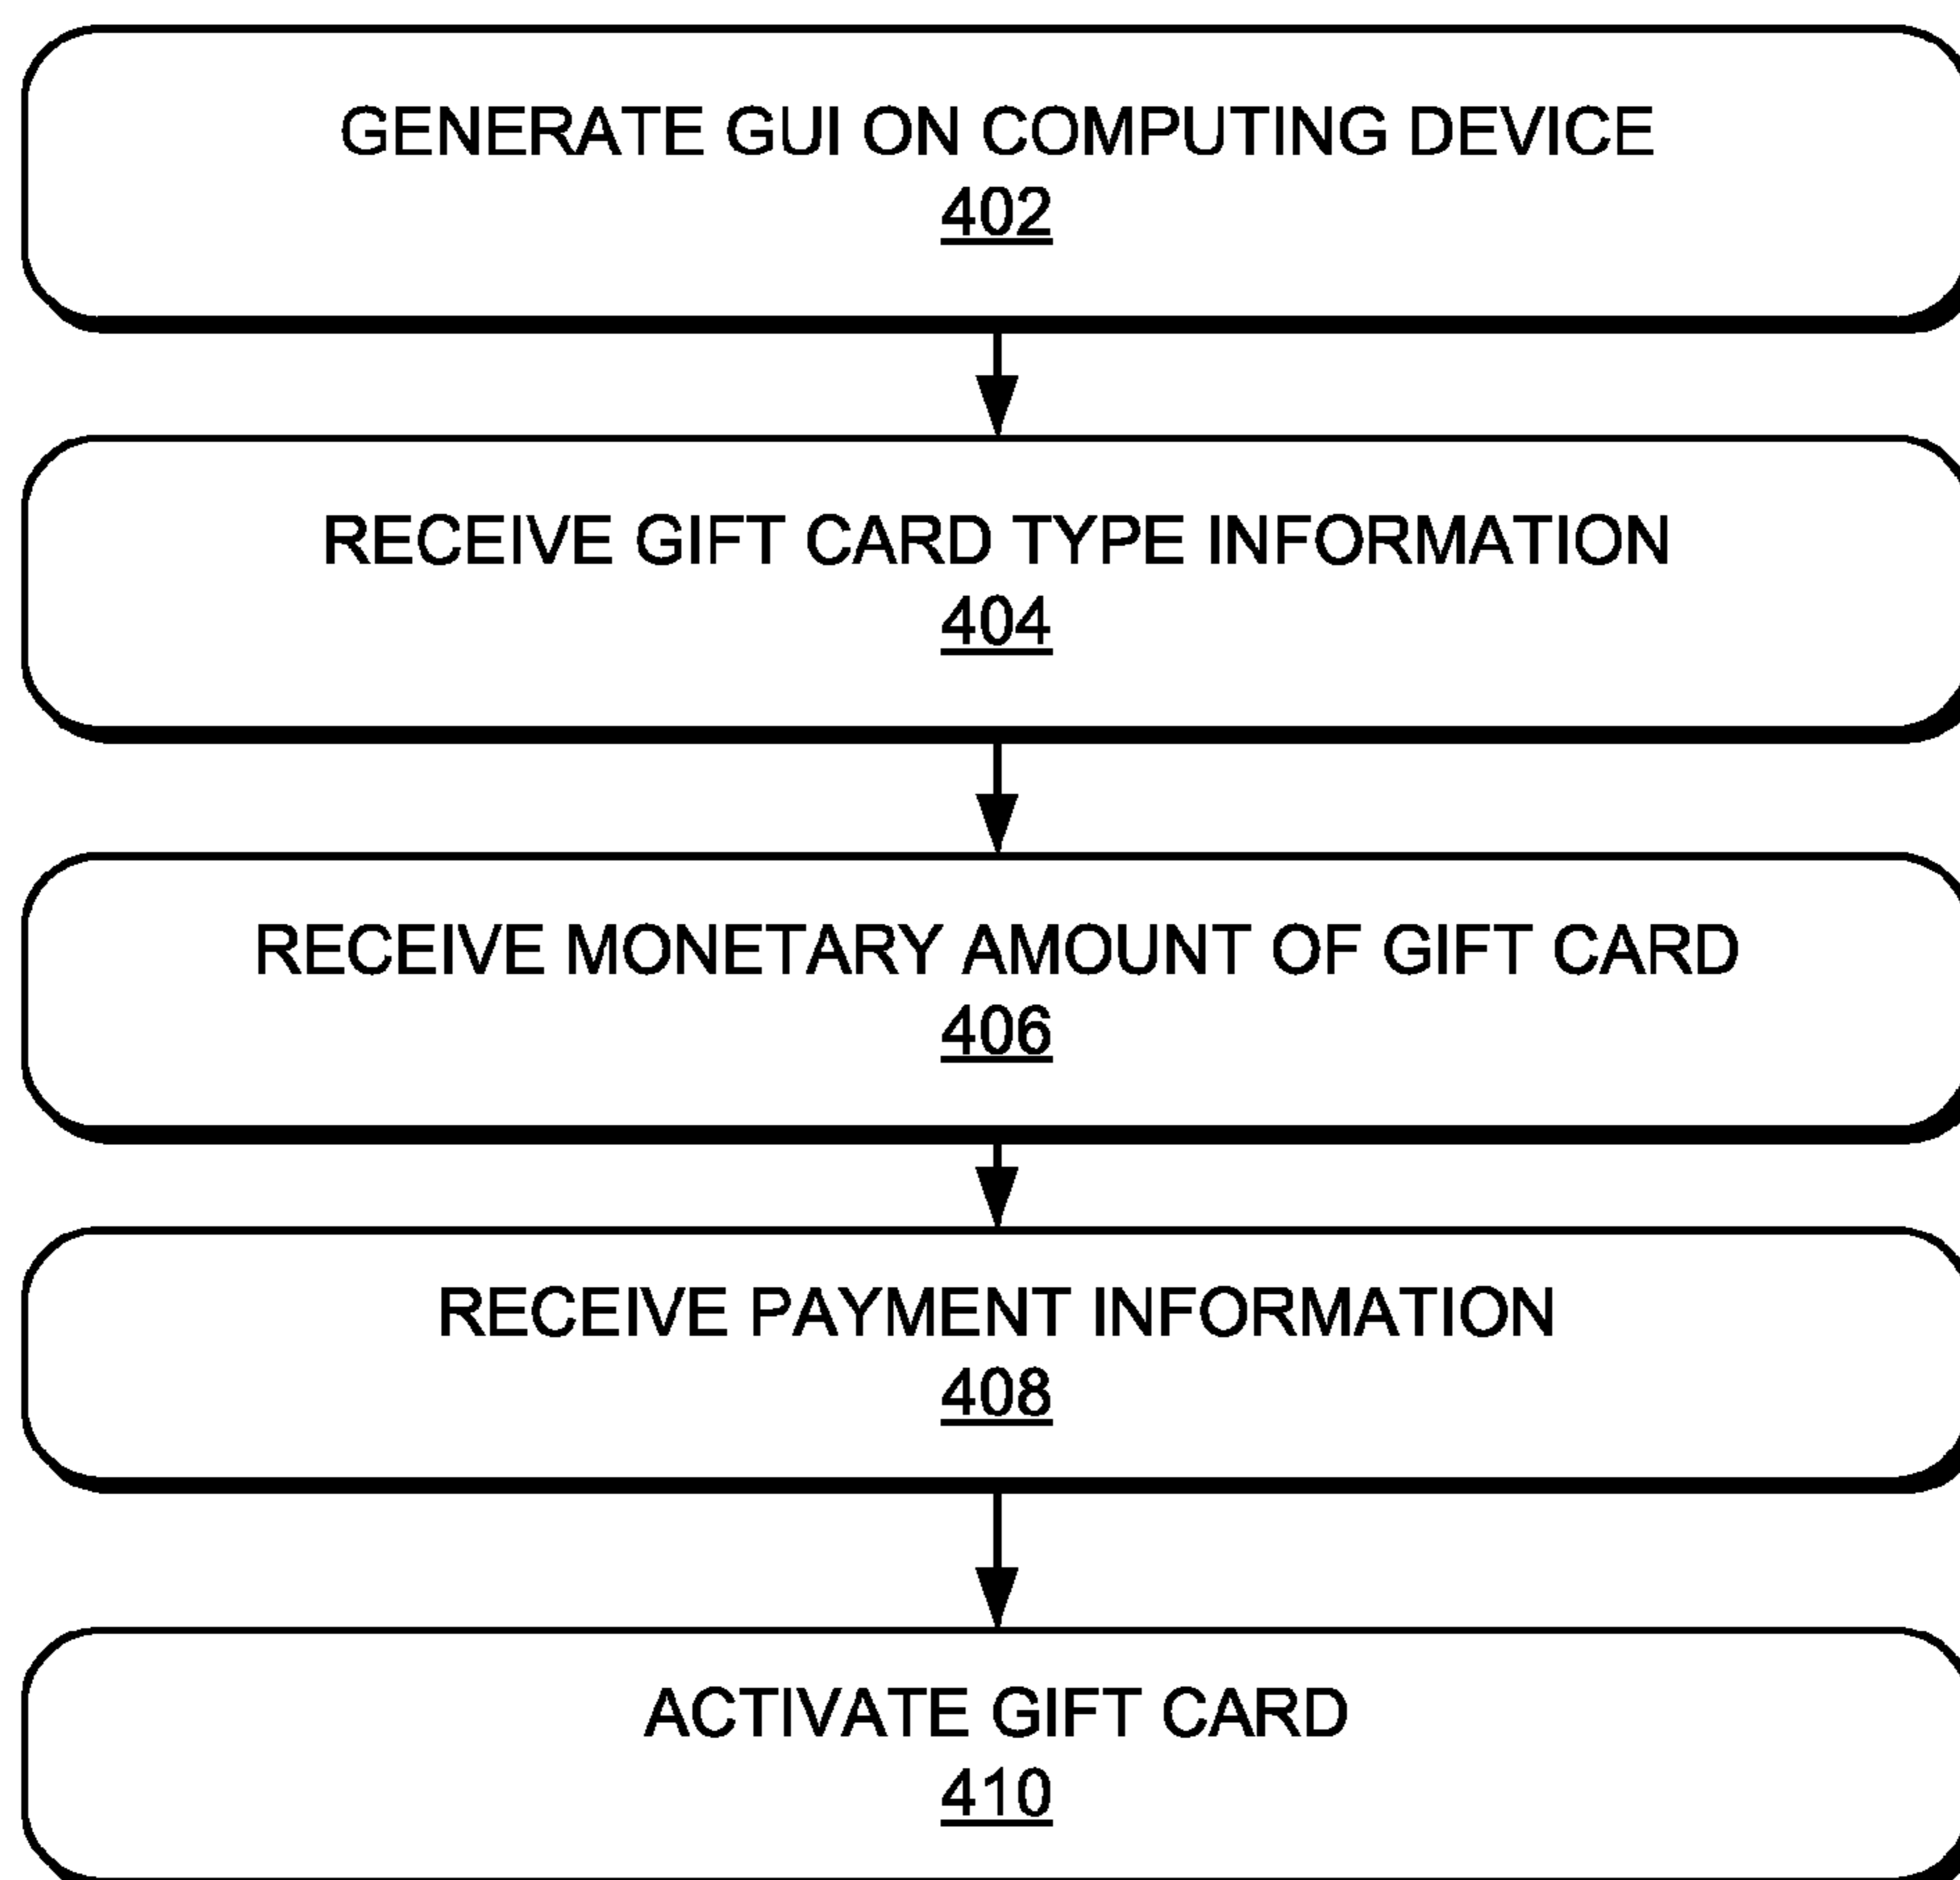 GENERATE GUI ON COMPUTING DEVICE
402
RECEIVE GIFT CARD TYPE INFORMATION
404
RECEIVE MONETARY AMOUNT OF GIFT CARD
406
RECEIVE PAYMENT INFORMATION
408
ACTIVATE GIFT CARD
410